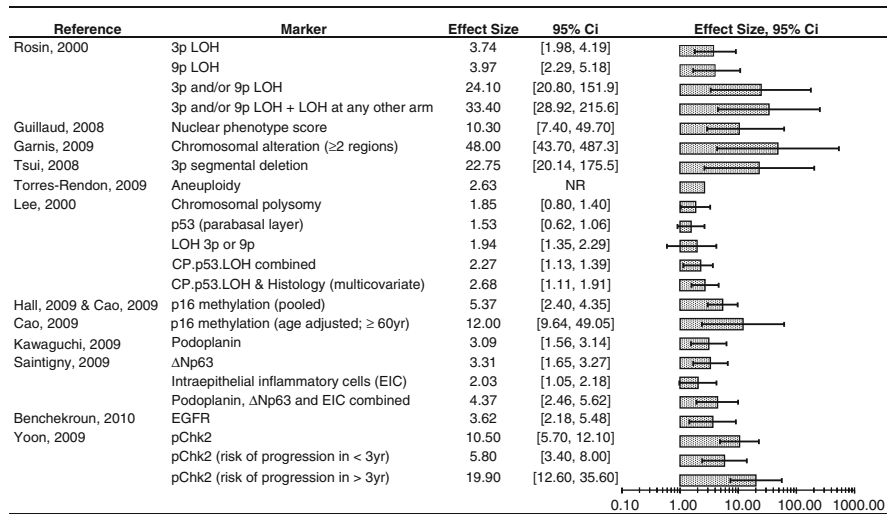 Reference Marker Effect Size 95% Ci Effect Size, 95% Ci
Rosin, 2000 3p LOH 3.74 [1.98, 4.19]
9p LOH 3.97 [2.29, 5.18]
3p and/or 9p LOH 24.10 [20.80, 151.9]
3p and/or 9p LOH + LOH at any other arm 33.40 [28.92, 215.6]
Guillaud, 2008 Nuclear phenotype score 10.30 [7.40, 49.70]
Garnis, 2009 Chromosomal alteration (≥2 regions) 48.00 [43.70, 487.3]
Tsui, 2008 3p segmental deletion 22.75 [20.14, 175.5]
Torres-Rendon, 2009 Aneuploidy 2.63 NR
Lee, 2000 Chromosomal polysomy 1.85 [0.80, 1.40]
p53 (parabasal layer) 1.53 [0.62, 1.06]
LOH 3p or 9p 1.94 [1.35, 2.29]
CP.p53.LOH combined 2.27 [1.13, 1.39]
CP.p53.LOH & Histology (multicovariate) 2.68 [1.11, 1.91]
Hall, 2009 & Cao, 2009 p16 methylation (pooled) 5.37 [2.40, 4.35]
Cao, 2009 p16 methylation (age adjusted; ≥ 60yr) 12.00 [9.64, 49.05]
Kawaguchi, 2009 Podoplanin 3.09 [1.56, 3.14]
Saintigny, 2009 ΔNp63 3.31 [1.65, 3.27]
Intraepithelial inflammatory cells (EIC) 2.03 [1.05, 2.18]
Podoplanin, ΔNp63 and EIC combined 4.37 [2.46, 5.62]
Benchekroun, 2010 EGFR 3.62 [2.18, 5.48]
Yoon, 2009 pChk2 10.50 [5.70, 12.10]
pChk2 (risk of progression in < 3yr) 5.80 [3.40, 8.00]
pChk2 (risk of progression in > 3yr) 19.90 [12.60, 35.60]
0.10 1.00 10.00 100.00 1000.00